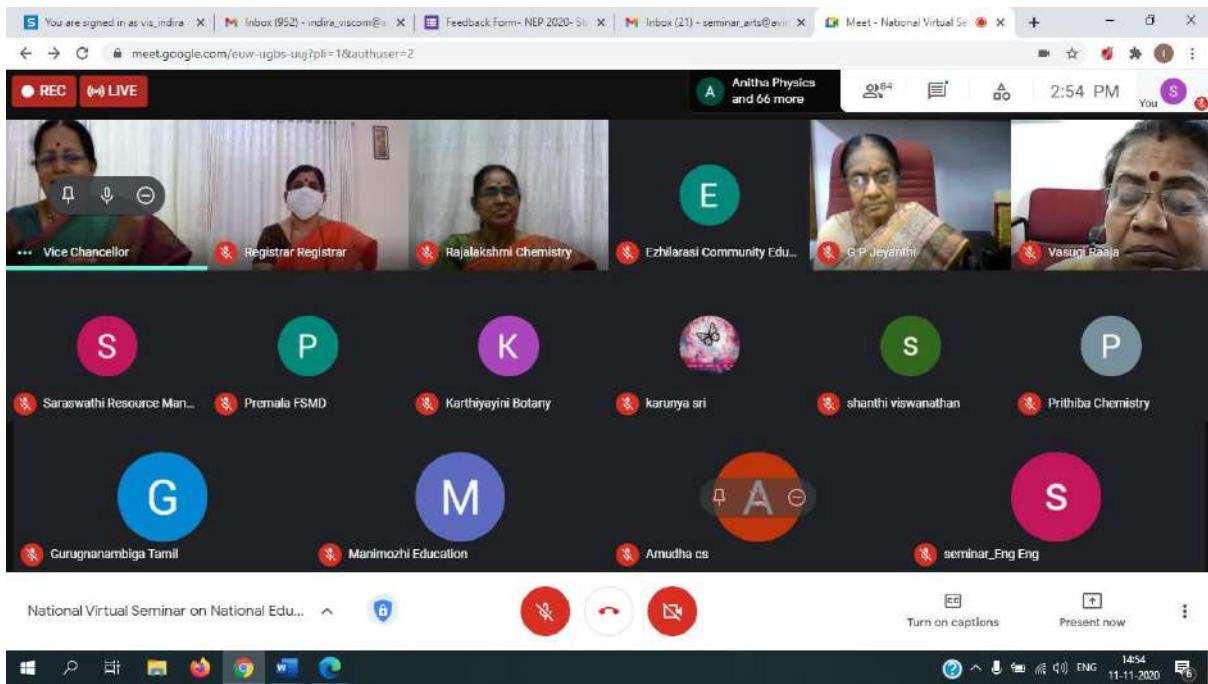 You are signed in as vis_indira
Inbox (952) - indira_viscom@a
Feedback Form- NEP 2020- St
Inbox (21) - seminar_arts@avin
Meet - National Virtual Se
meet.google.com/euw-ugbs-uuj?pli=1&authuser=2
REC
LIVE
A
Anitha Physics
and 66 more
84
2:54 PM
You
S
Vice Chancellor
Registrar Registrar
Rajalakshmi Chemistry
E
Ezhilarasi Community Edu...
G P Jeyanthi
Vasugi Raaja
S
Saraswathi Resource Man...
P
Premala FSMD
K
Karthiyayini Botany
karunya sri
s
shanthi viswanathan
P
Prithiba Chemistry
G
Gurugnanambiga Tamil
M
Manimozhi Education
A
Amudha cs
S
seminar_Eng Eng
National Virtual Seminar on National Edu...
CC
Turn on captions
Present now
ENG
14:54
11-11-2020